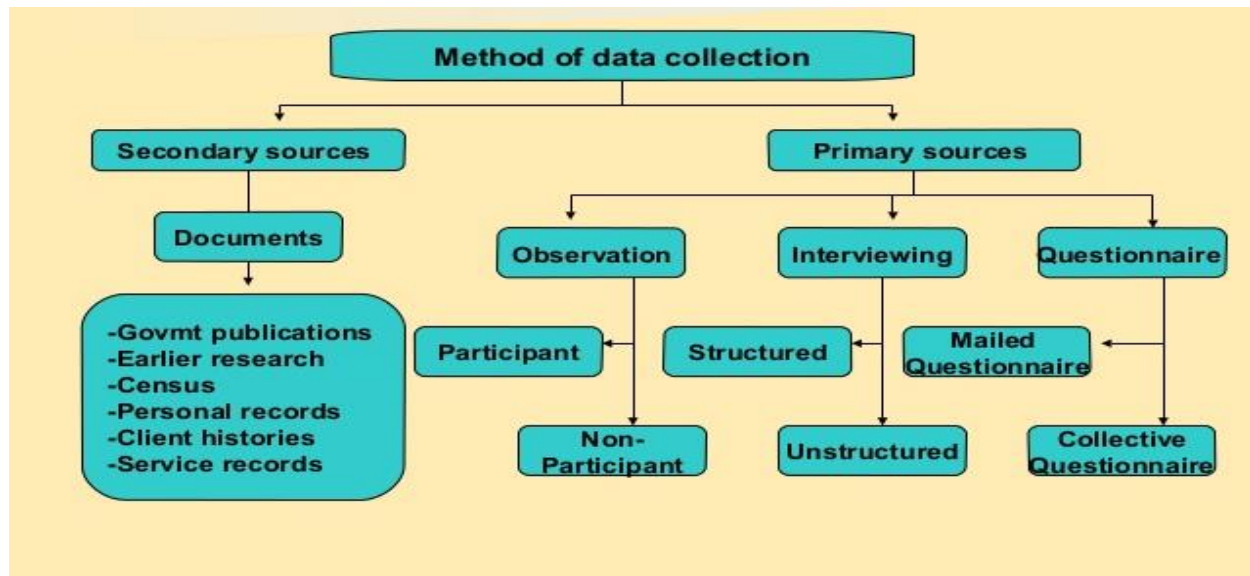 Method of data collection
Secondary sources
Primary sources
Documents
Observation
Interviewing
Questionnaire
-Govmt publications
-Earlier research
-Census
-Personal records
-Client histories
-Service records
Participant
Structured
Mailed
Questionnaire
Non-
Participant
Unstructured
Collective
Questionnaire